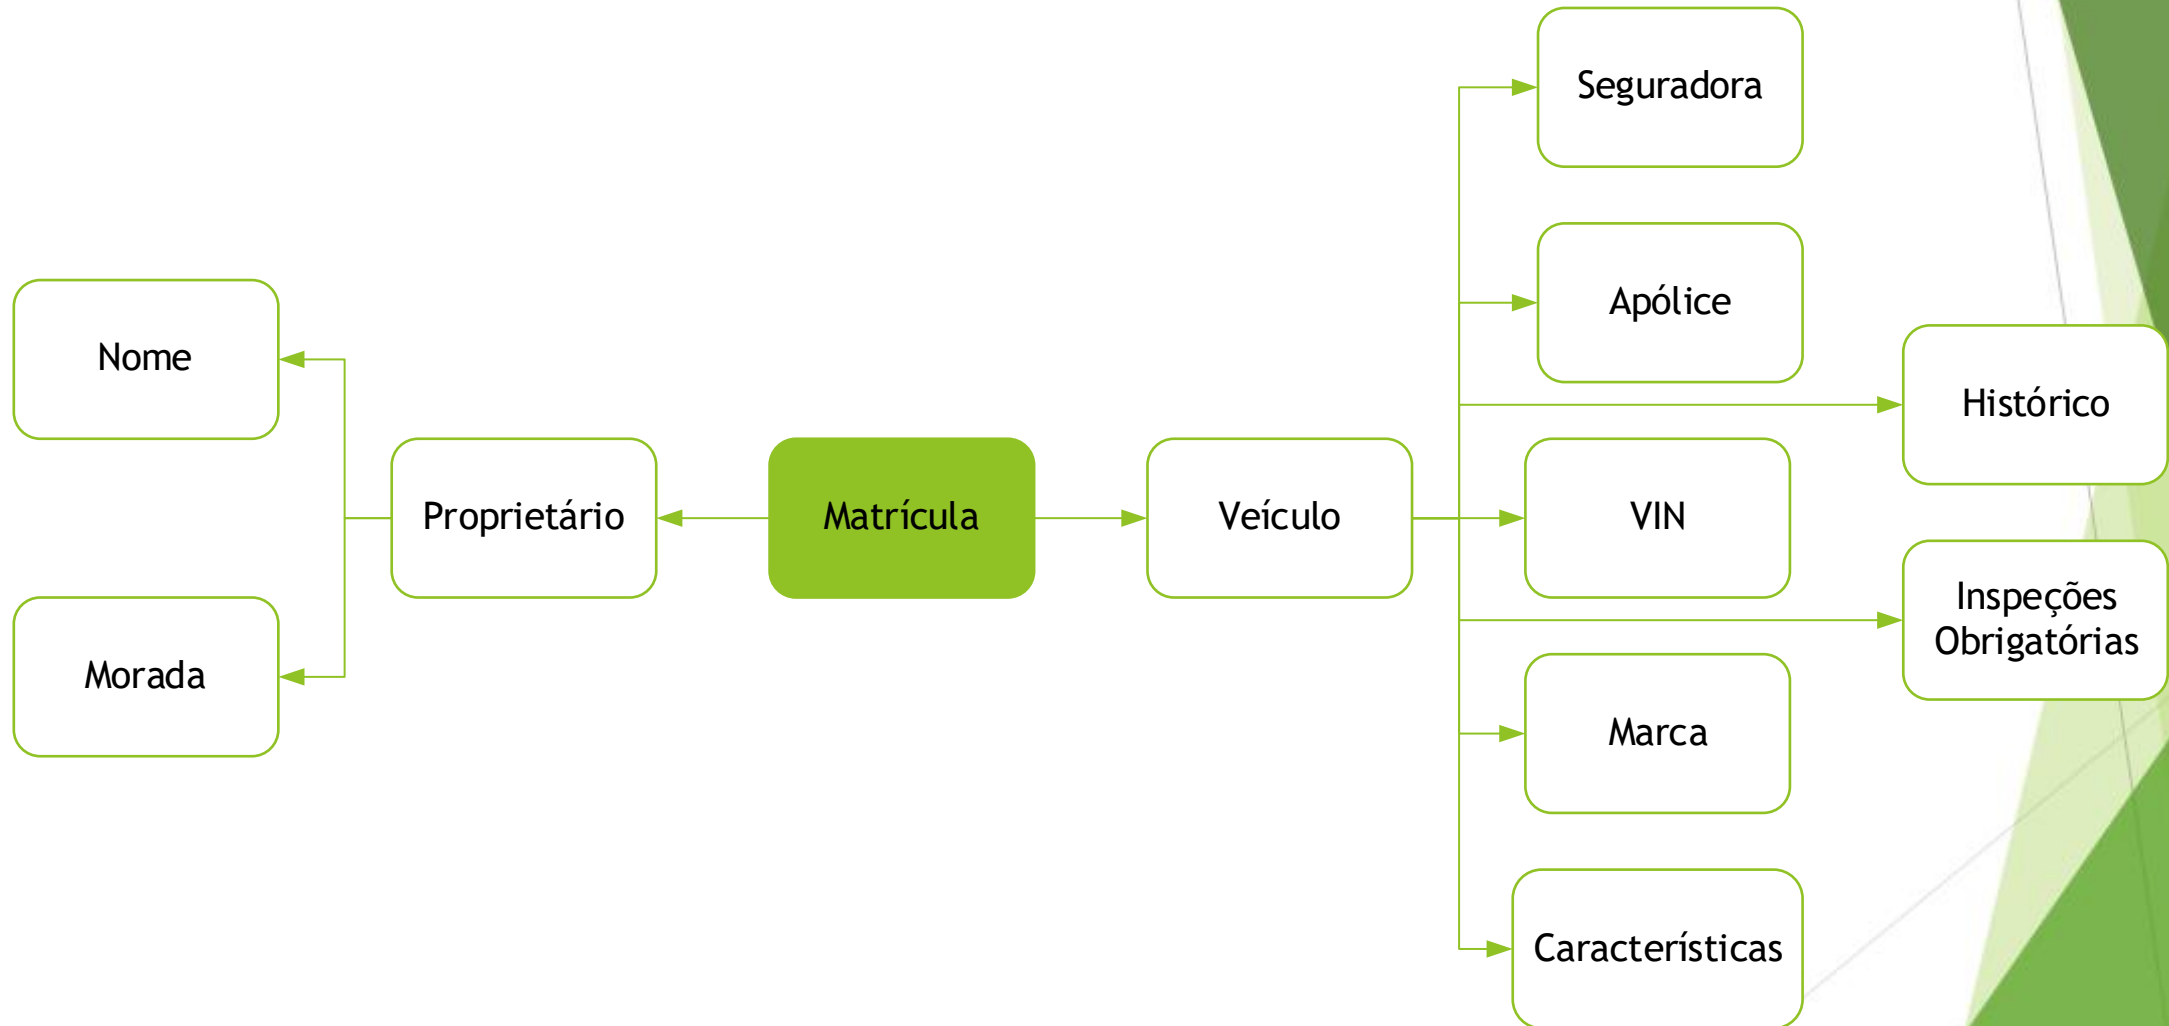 Seguradora
Apólice
Nome
Histórico
Proprietário
Matrícula
Veículo
VIN
Inspeções
Obrigatórias
Morada
Marca
Características